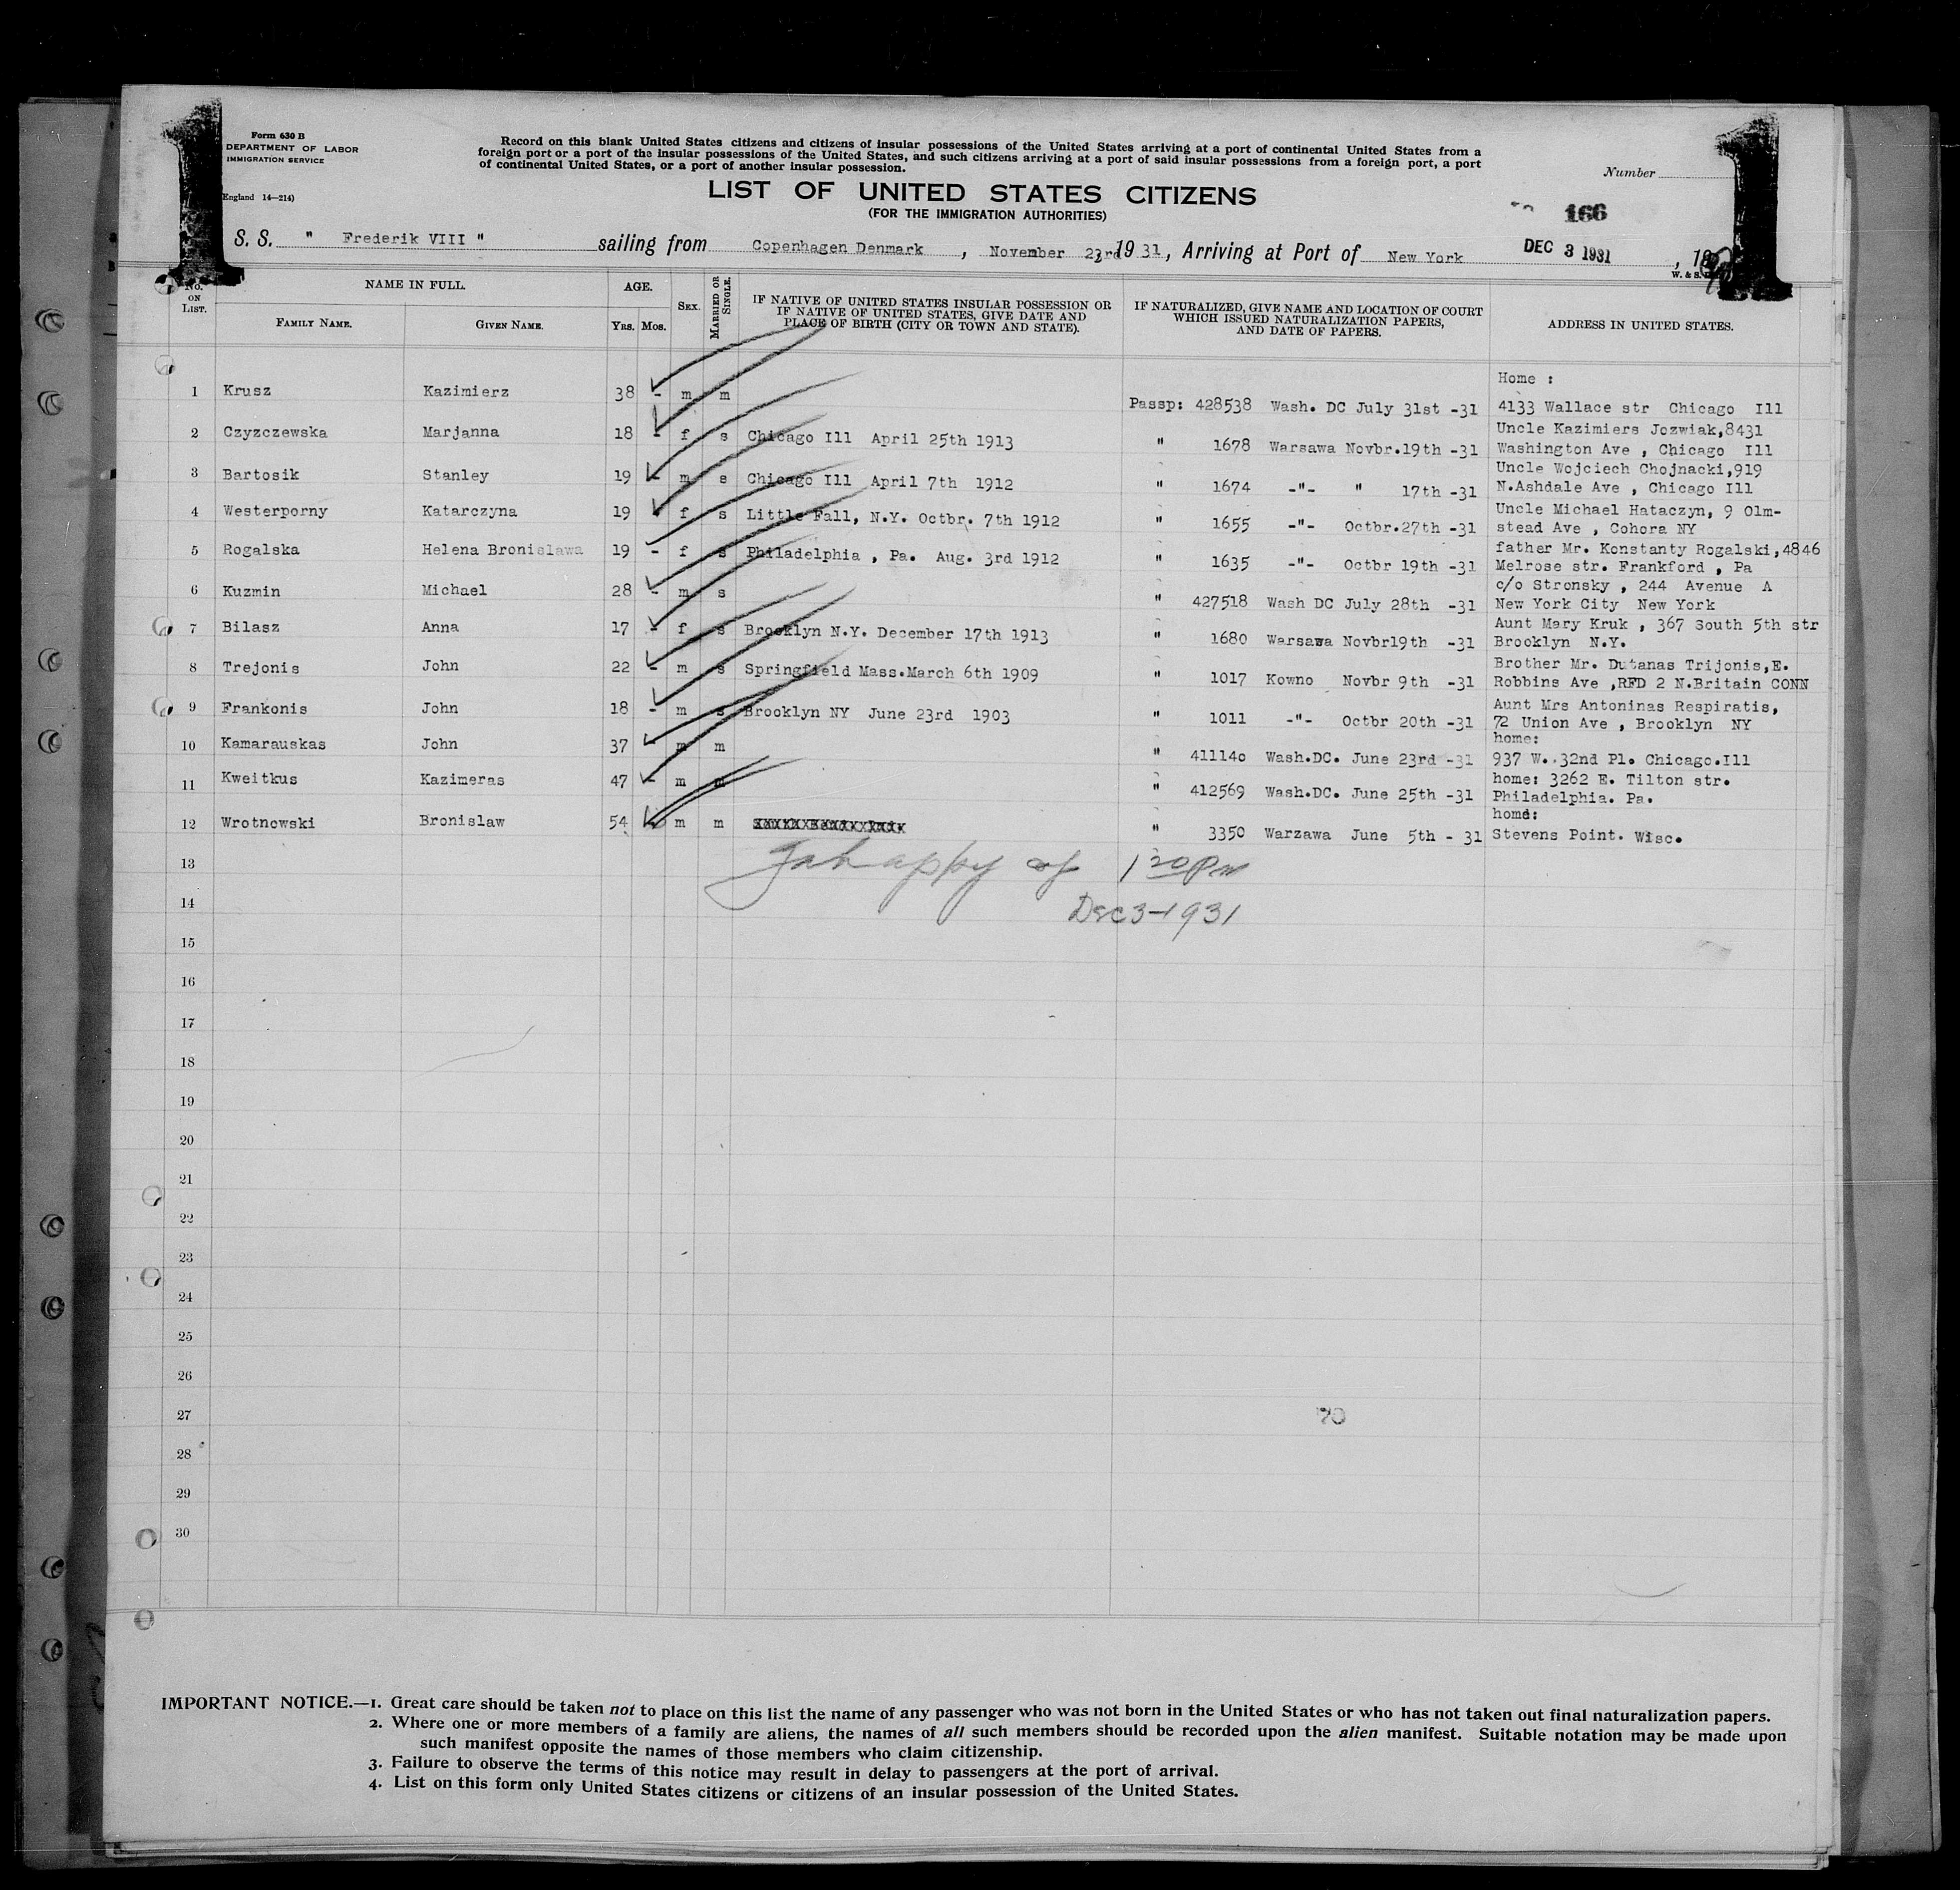 Form 630 B
DEPARTMENT OF LABOR
IMMIGRATION SERVICE
England 14—214)
Record on this blank United States citizens and citizens of insular possessions of the United States arriving at a port of continental United States from a
foreign port or a port of the insular possessions of the United States, and such citizens arriving at a port of said insular possessions from a foreign port, a port
of continental United States, or a port of another insular possession.
Number
LIST OF UNITED STATES CITIZENS
(FOR THE IMMIGRATION AUTHORITIES)
166
S. S. " Frederik VIII " sailing from Copenhagen Denmark , November 23rd 1931, Arriving at Port of New York DEC 3 1931 , 19
No. ON LIST. NAME IN FULL. AGE. SEX. MARRIED OR SINGLE. IF NATIVE OF UNITED STATES INSULAR POSSESSION OR IF NATIVE OF UNITED STATES, GIVE DATE AND PLACE OF BIRTH (CITY OR TOWN AND STATE). IF NATURALIZED, GIVE NAME AND LOCATION OF COURT WHICH ISSUED NATURALIZATION PAPERS, AND DATE OF PAPERS. ADDRESS IN UNITED STATES.
FAMILY NAME. GIVEN NAME. YRS. MOS.
Home :
1 Krusz Kazimierz 38 - m m Passp: 428538 Wash. DC July 31st -31 4133 Wallace str Chicago Ill
Uncle Kazimiers Jozwiak,8431
2 Czyzczewska Marjanna 18 - f s Chicago Ill April 25th 1913 " 1678 Warsawa Novbr.19th -31 Washington Ave , Chicago Ill
Uncle Wojciech Chojnacki,919
3 Bartosik Stanley 19 - m s Chicago Ill April 7th 1912 " 1674 -"- " 17th -31 N.Ashdale Ave , Chicago Ill
Uncle Michael Hataczyn, 9 Olm-
4 Westerporny Katarczyna 19 - f s Little Fall, N.Y. Octbr. 7th 1912 " 1655 -"- Octbr.27th -31 stead Ave , Cohora NY
father Mr. Konstanty Rogalski,4846
5 Rogalska Helena Bronislawa 19 - f s Philadelphia , Pa. Aug. 3rd 1912 " 1635 -"- Octbr 19th -31 Melrose str. Frankford , Pa
c/o Stronsky , 244 Avenue A
6 Kuzmin Michael 28 - m s " 427518 Wash DC July 28th -31 New York City New York
Aunt Mary Kruk , 367 South 5th str
7 Bilasz Anna 17 - f s Brooklyn N.Y. December 17th 1913 " 1680 Warsawa Novbr19th -31 Brooklyn N.Y.
Brother Mr. Dutanas Trijonis,E.
8 Trejonis John 22 - m s Springfield Mass.March 6th 1909 " 1017 Kowno Novbr 9th -31 Robbins Ave ,RFD 2 N.Britain CONN
Aunt Mrs Antoninas Respiratis,
9 Frankonis John 18 - m s Brooklyn NY June 23rd 1903 " 1011 -"- Octbr 20th -31 72 Union Ave , Brooklyn NY
home:
10 Kamarauskas John 37 m m " 411140 Wash.DC. June 23rd -31 937 W. 32nd Pl. Chicago.Ill
home: 3262 E. Tilton str.
11 Kweitkus Kazimeras 47 - m m " 412569 Wash.DC. June 25th -31 Philadelphia. Pa.
home:
12 Wrotnowski Bronislaw 54 m m " 3350 Warzawa June 5th - 31 Stevens Point. Wisc.
13
1 20 PM
14
Dec 3-1931
15
16
17
18
19
20
21
22
23
24
25
26
27
28
29
30
IMPORTANT NOTICE.—1. Great care should be taken not to place on this list the name of any passenger who was not born in the United States or who has not taken out final naturalization papers.
2. Where one or more members of a family are aliens, the names of all such members should be recorded upon the alien manifest. Suitable notation may be made upon
such manifest opposite the names of those members who claim citizenship.
3. Failure to observe the terms of this notice may result in delay to passengers at the port of arrival.
4. List on this form only United States citizens or citizens of an insular possession of the United States.